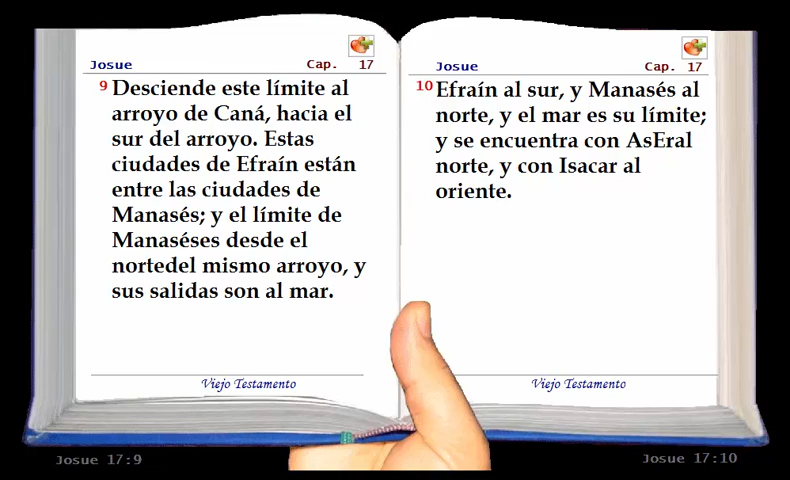 Josue Cap. 17
9 Desciende este límite al
arroyo de Caná, hacia el
sur del arroyo. Estas
ciudades de Efraín están
entre las ciudades de
Manasés; y el límite de
Manaséses desde el
nortedel mismo arroyo, y
sus salidas son al mar.
Viejo Testamento
Josue 17:9
Josue Cap. 17
10 Efraín al sur, y Manasés al
norte, y el mar es su límite;
y se encuentra con AsEral
norte, y con Isacar al
oriente.
Viejo Testamento
Josue 17:10